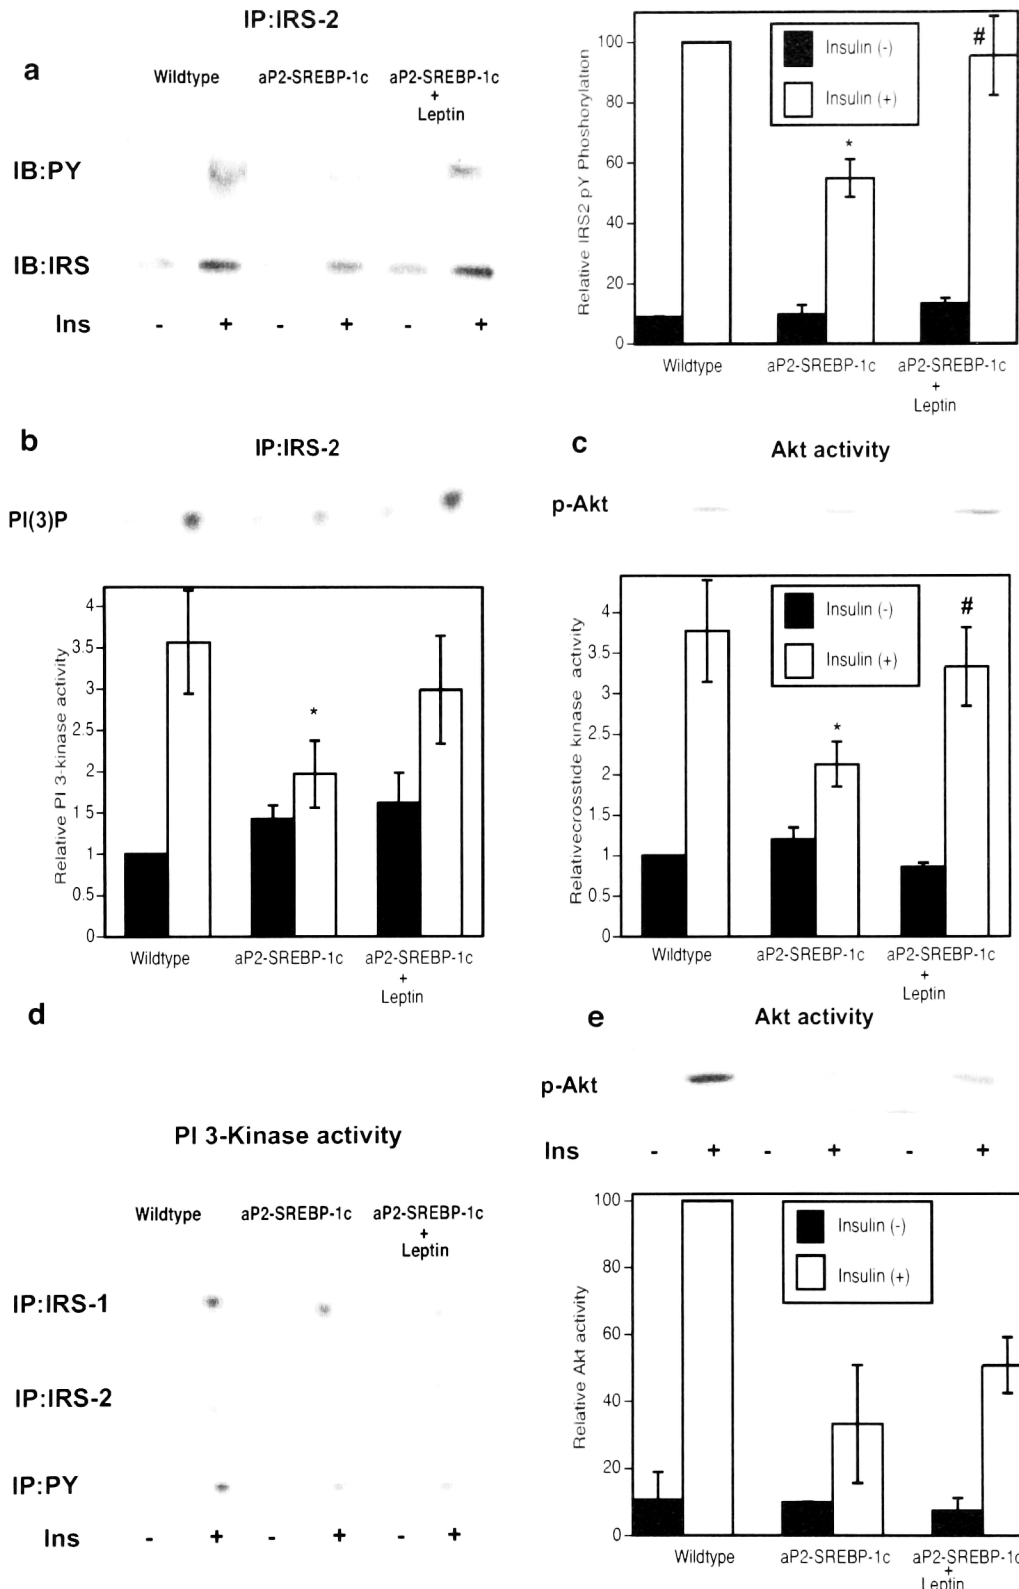 IP:IRS-2
a
Wildtype aP2-SREBP-1c aP2-SREBP-1c
+
Leptin
IB:PY
IB:IRS
Ins - + - + - +
Relative IRS2 pY Phoshorylation
100
80
60
40
20
0
Insulin (-)
Insulin (+)
*
#
Wildtype aP2-SREBP-1c aP2-SREBP-1c
+
Leptin
b
IP:IRS-2
PI(3)P
Relative PI 3-kinase activity
4
3.5
3
2.5
2
1.5
1
0.5
0
*
Wildtype aP2-SREBP-1c aP2-SREBP-1c
+
Leptin
c
Akt activity
p-Akt
Relativecrosstide kinase activity
4
3.5
3
2.5
2
1.5
1
0.5
0
Insulin (-)
Insulin (+)
*
#
Wildtype aP2-SREBP-1c aP2-SREBP-1c
+
Leptin
d
PI 3-Kinase activity
Wildtype aP2-SREBP-1c aP2-SREBP-1c
+
Leptin
IP:IRS-1
IP:IRS-2
IP:PY
Ins - + - + - +
e
Akt activity
p-Akt
Ins - + - + - +
Relative Akt activity
100
80
60
40
20
0
Insulin (-)
Insulin (+)
Wildtype aP2-SREBP-1c aP2-SREBP-1c
+
Leptin